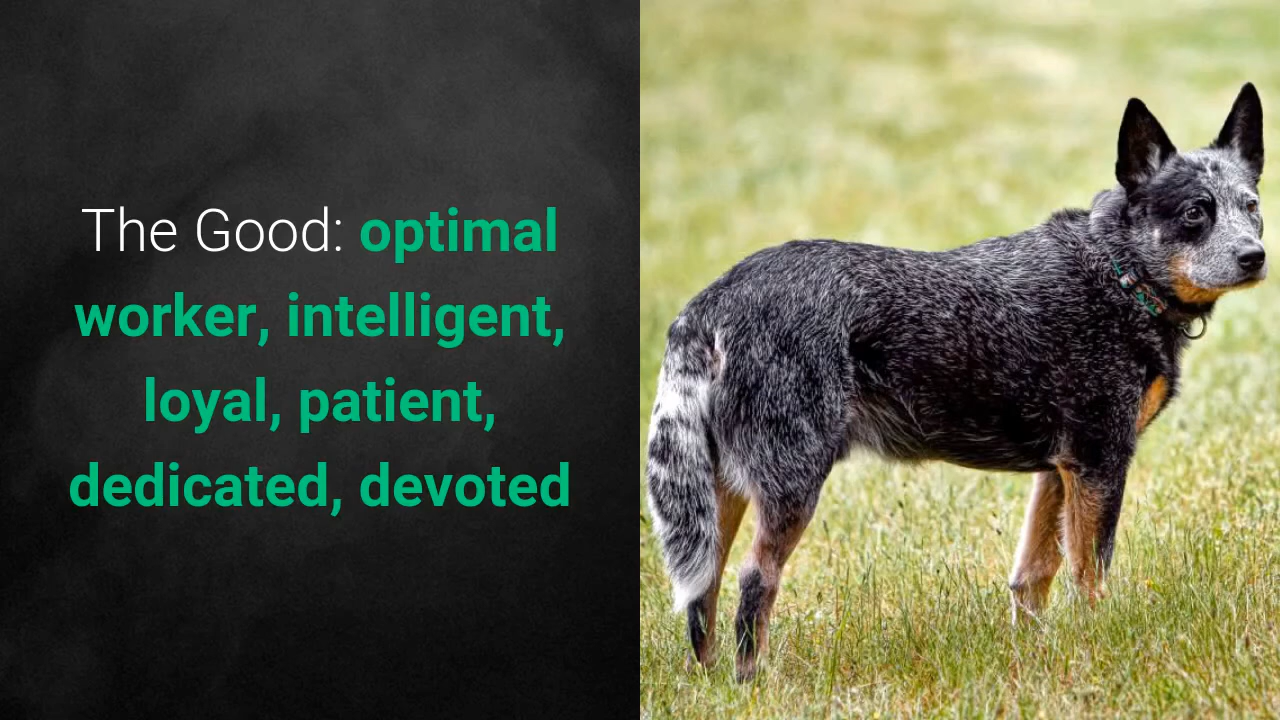 The Good: optimal
worker, intelligent,
loyal, patient,
dedicated, devoted